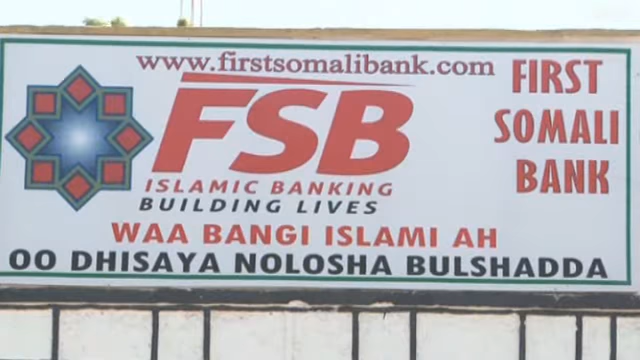 www.firstsomalibank.com
FSB
ISLAMIC BANKING
BUILDING LIVES
FIRST
SOMALI
BANK
WAA BANGI ISLAMI AH
OO DHISAYA NOLOSHA BULSHADDA